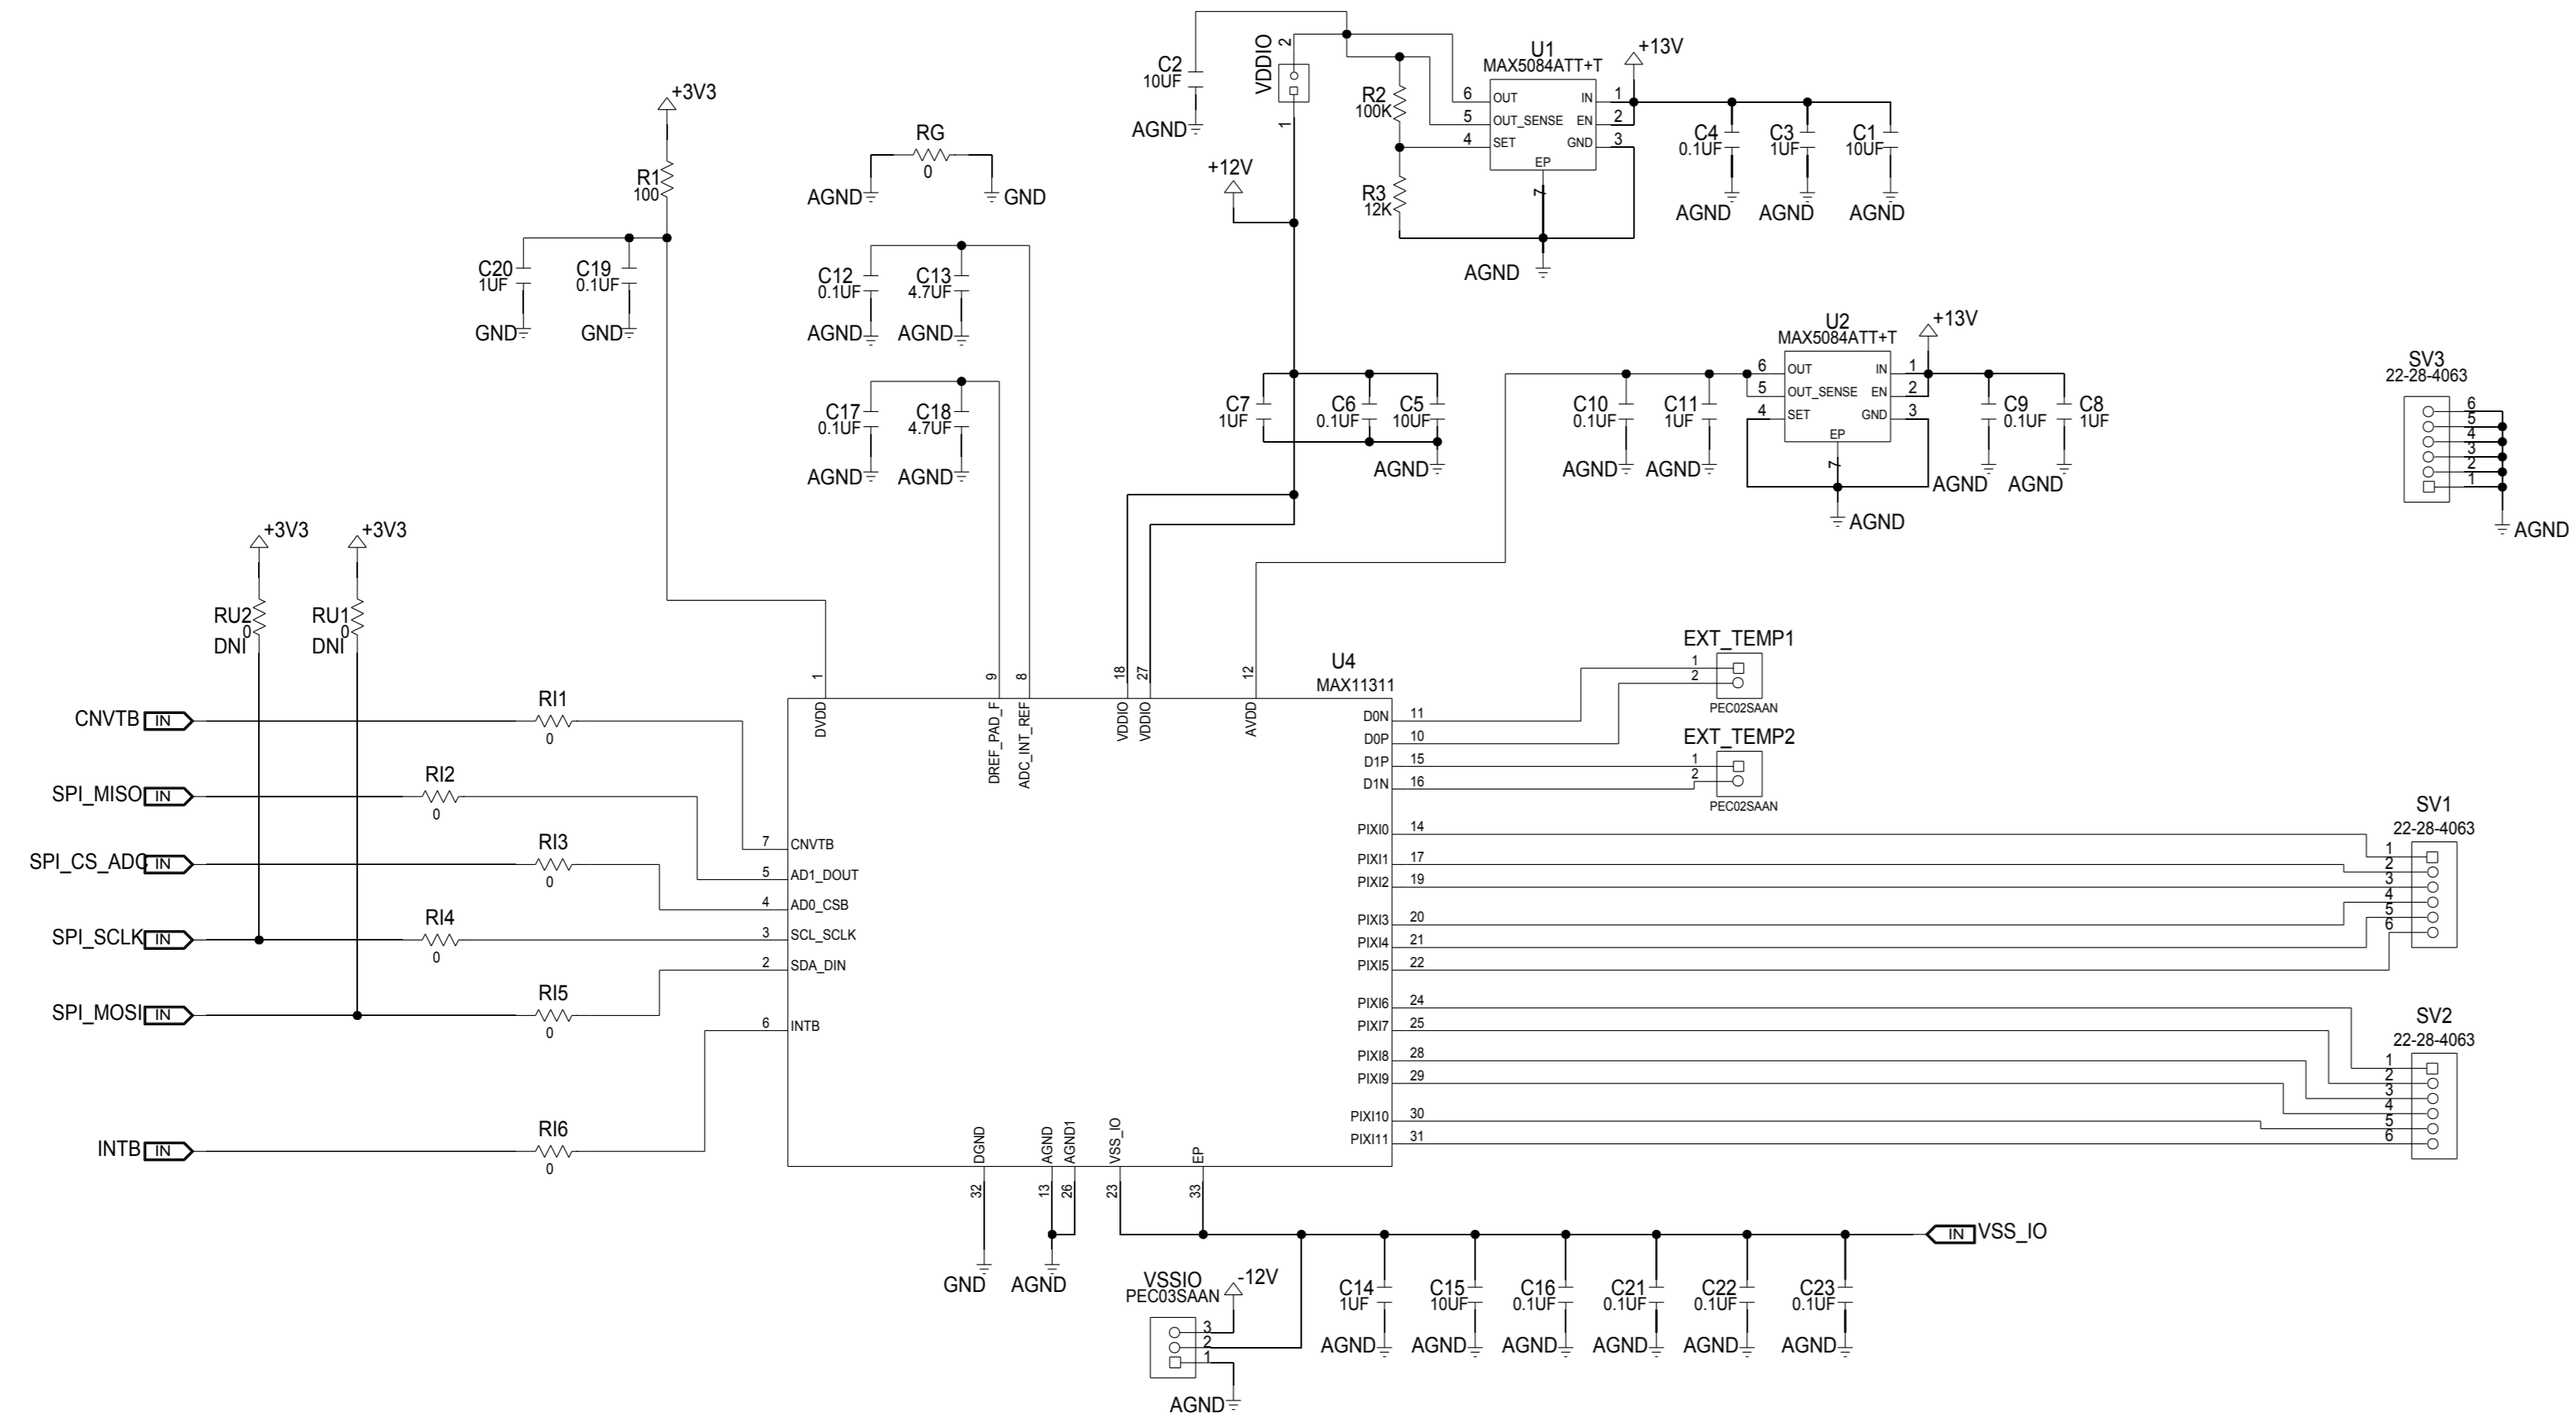 C2
10UF
AGND
VDDIO
2
1
U1
MAX5084ATT+T
+13V
R2
100K
R3
12K
6 OUT IN 1
5 OUT_SENSE EN 2
4 SET GND 3
EP
7
AGND
C4
0.1UF
AGND
C3
1UF
AGND
C1
10UF
AGND
+3V3
R1
100
C20
1UF
GND
C19
0.1UF
GND
RG
0
AGND
GND
C12
0.1UF
AGND
C13
4.7UF
AGND
C17
0.1UF
AGND
C18
4.7UF
AGND
+12V
C7
1UF
C6
0.1UF
C5
10UF
AGND
U2
MAX5084ATT+T
+13V
6 OUT IN 1
5 OUT_SENSE EN 2
4 SET GND 3
EP
7
AGND
C10
0.1UF
AGND
C11
1UF
AGND
C9
0.1UF
AGND
C8
1UF
AGND
SV3
22-28-4063
6
5
4
3
2
1
AGND
+3V3
RU2
0
DNI
+3V3
RU1
0
DNI
CNVTB IN
RI1
0
SPI_MISO IN
RI2
0
SPI_CS_ADC IN
RI3
0
SPI_SCLK IN
RI4
0
SPI_MOSI IN
RI5
0
INTB IN
RI6
0
U4
MAX11311
1 DVDD
9 DREF_PAD_F
8 ADC_INT_REF
18 VDDIO
27 VDDIO
12 AVDD
7 CNVTB
5 AD1_DOUT
4 AD0_CSB
3 SCL_SCLK
2 SDA_DIN
6 INTB
D0N 11
D0P 10
D1P 15
D1N 16
PIXI0 14
PIXI1 17
PIXI2 19
PIXI3 20
PIXI4 21
PIXI5 22
PIXI6 24
PIXI7 25
PIXI8 28
PIXI9 29
PIXI10 30
PIXI11 31
DGND 32
AGND 13
AGND1 26
VSS_IO 23
EP 33
GND
AGND
EXT_TEMP1
1
2
PEC02SAAN
EXT_TEMP2
1
2
PEC02SAAN
SV1
22-28-4063
1
2
3
4
5
6
SV2
22-28-4063
1
2
3
4
5
6
IN VSS_IO
VSSIO
PEC03SAAN
-12V
3
2
1
AGND
C14
1UF
AGND
C15
10UF
AGND
C16
0.1UF
AGND
C21
0.1UF
AGND
C22
0.1UF
AGND
C23
0.1UF
AGND